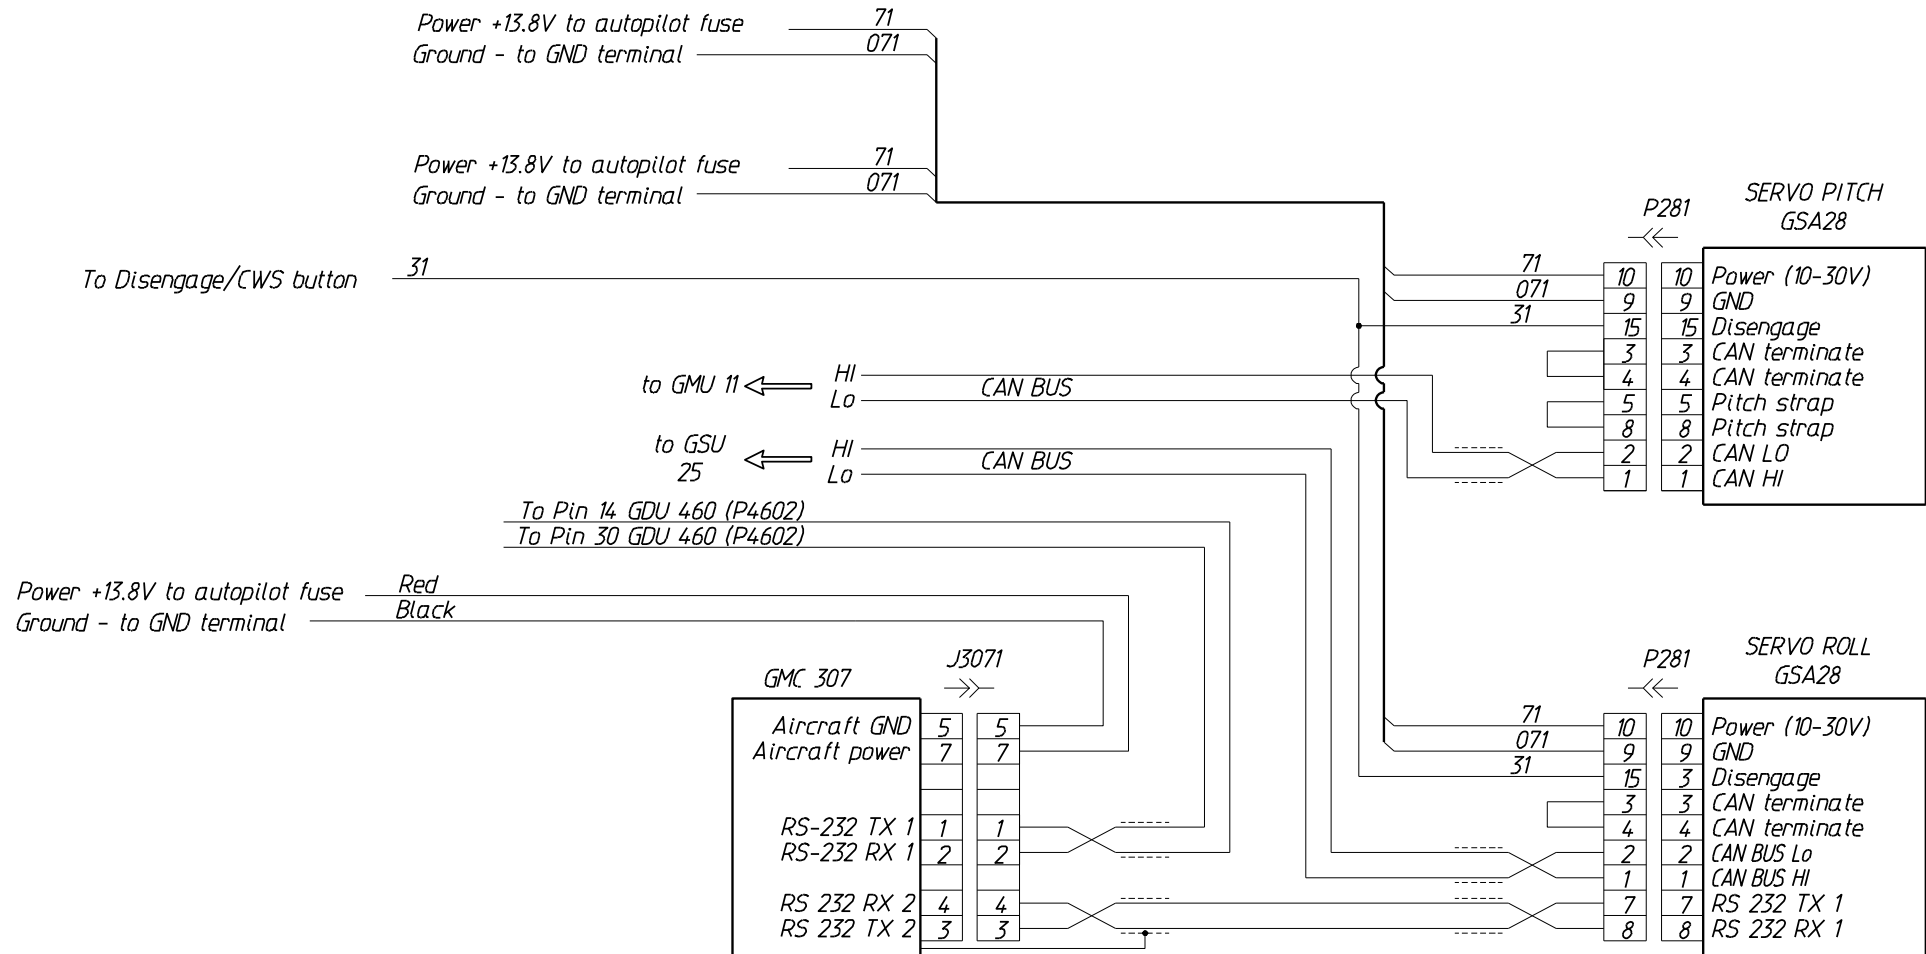 Power +13.8V to autopilot fuse 71
Ground - to GND terminal 071
Power +13.8V to autopilot fuse 71
Ground - to GND terminal 071
To Disengage/CWS button 31
to GMU 11 HI CAN BUS
Lo
to GSU HI CAN BUS
25 Lo
To Pin 14 GDU 460 (P4602)
To Pin 30 GDU 460 (P4602)
Power +13.8V to autopilot fuse Red
Ground - to GND terminal Black
SERVO PITCH
GSA28
P281
71 10 10 Power (10-30V)
071 9 9 GND
31 15 15 Disengage
3 3 CAN terminate
4 4 CAN terminate
5 5 Pitch strap
8 8 Pitch strap
2 2 CAN LO
1 1 CAN HI
GMC 307
J3071
Aircraft GND 5 5
Aircraft power 7 7
RS-232 TX 1 1 1
RS-232 RX 1 2 2
RS 232 RX 2 4 4
RS 232 TX 2 3 3
SERVO ROLL
GSA28
P281
71 10 10 Power (10-30V)
071 9 9 GND
31 15 3 Disengage
3 3 CAN terminate
4 4 CAN terminate
2 2 CAN BUS Lo
1 1 CAN BUS HI
7 7 RS 232 TX 1
8 8 RS 232 RX 1